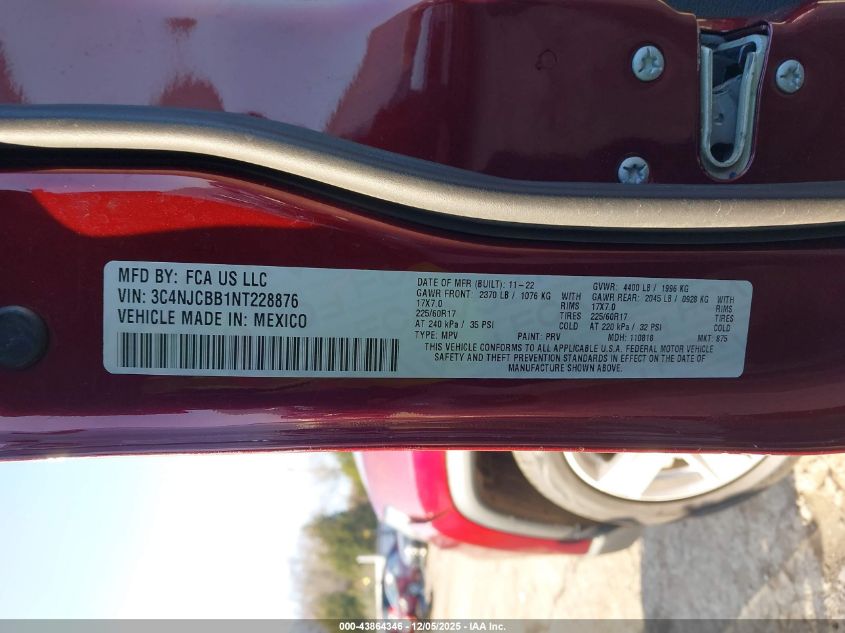 MFD BY: FCA US LLC
VIN: 3C4NJCBB1NT228876
VEHICLE MADE IN: MEXICO
DATE OF MFR (BUILT): 11-22 GVWR: 4400 LB / 1996 KG
GAWR FRONT: 2370 LB / 1076 KG WITH GAWR REAR: 2045 LB / 0928 KG WITH
17X7.0 RIMS 17X7.0 RIMS
225/60R17 TIRES 225/60R17 TIRES
AT 240 kPa / 35 PSI COLD AT 220 kPa / 32 PSI COLD
TYPE: MPV PAINT: PRV MDH: 110818 MKT: 875
THIS VEHICLE CONFORMS TO ALL APPLICABLE U.S.A. FEDERAL MOTOR VEHICLE
SAFETY AND THEFT PREVENTION STANDARDS IN EFFECT ON THE DATE OF
MANUFACTURE SHOWN ABOVE.
000-43864346 - 12/05/2025 - IAA Inc.